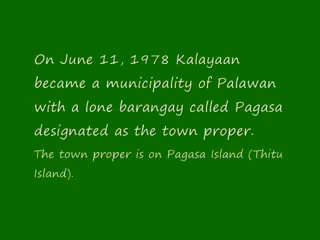 On June 11, 1978 Kalayaan
became a municipality of Palawan
with a lone barangay called Pagasa
designated as the town proper.
The town proper is on Pagasa Island (Thitu
Island).